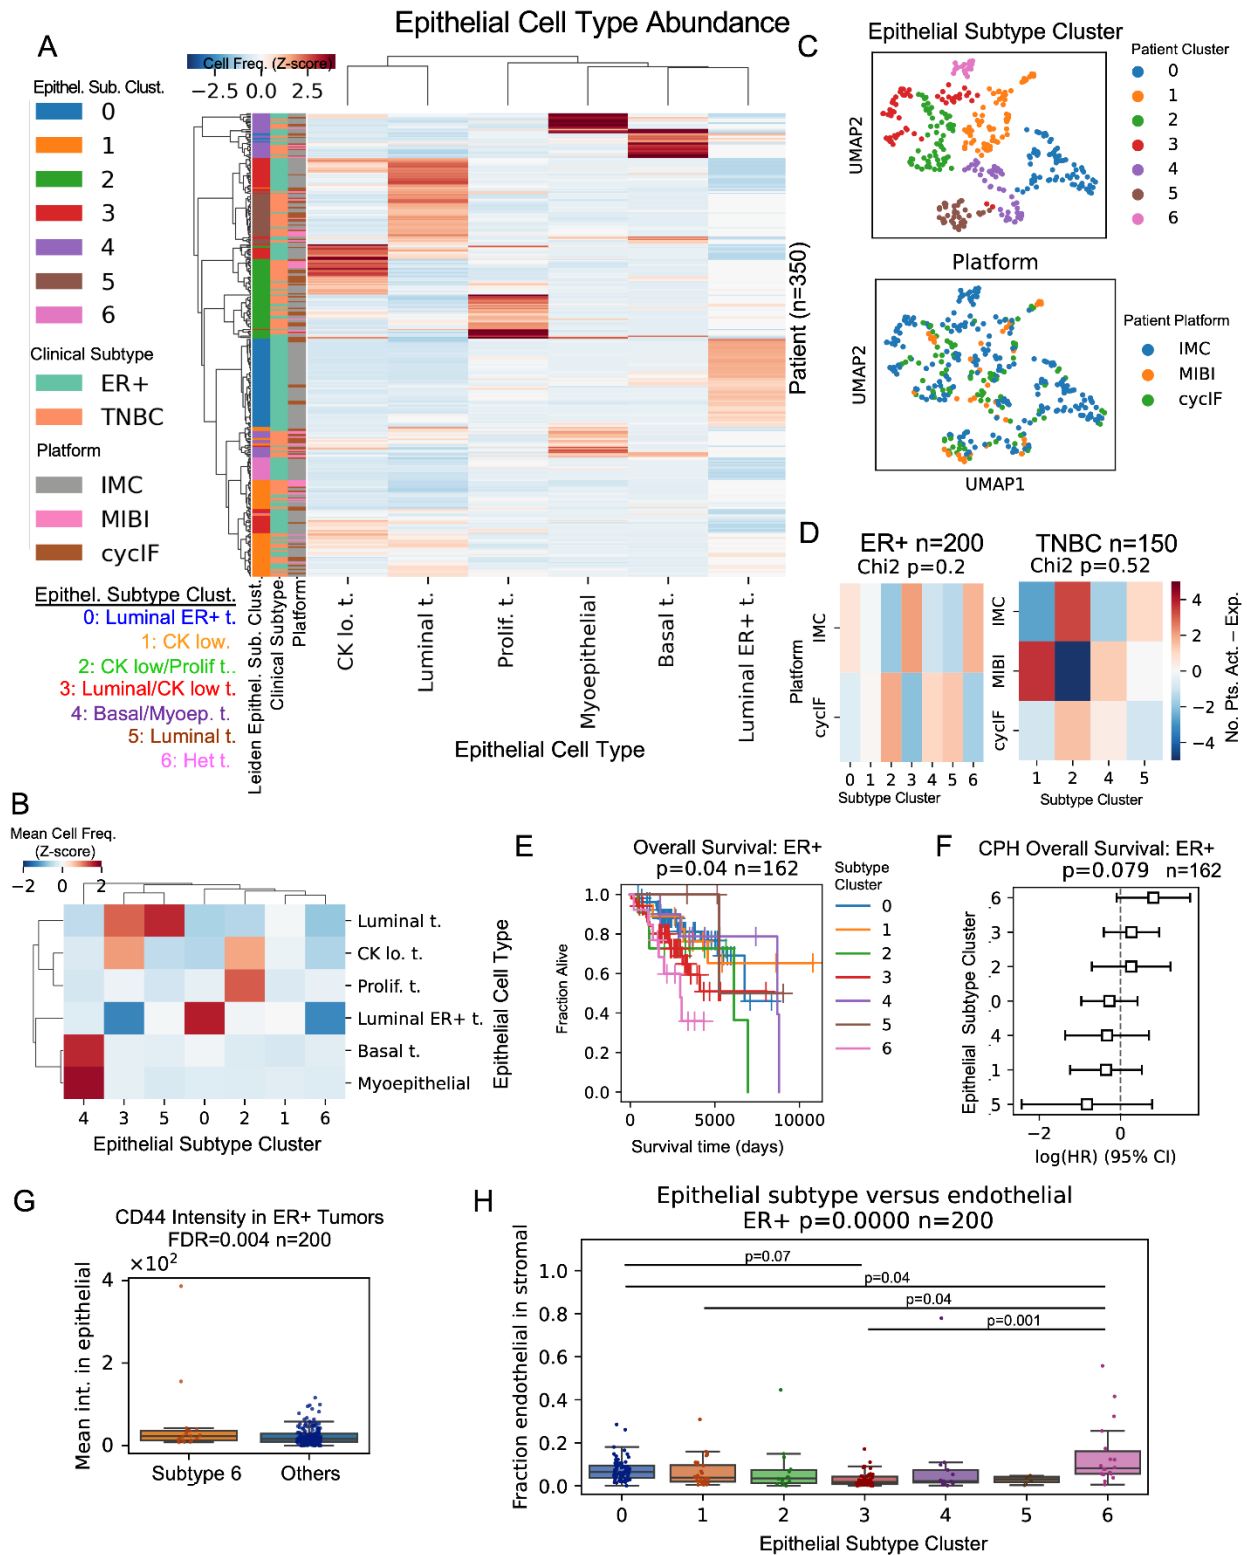 Epithelial Cell Type Abundance
A
Cell Freq. (Z-score)
−2.5 0.0 2.5
Epithel. Sub. Clust.
0
1
2
3
4
5
6
Clinical Subtype
ER+
TNBC
Platform
IMC
MIBI
cycIF
Epithel. Subtype Clust.
0: Luminal ER+ t.
1: CK low.
2: CK low/Prolif t..
3: Luminal/CK low t.
4: Basal/Myoep. t.
5: Luminal t.
6: Het t.
Leiden Epithel. Sub. Clust.
Clinical Subtype
Platform
CK lo. t.
Luminal t.
Prolif. t.
Myoepithelial
Basal t.
Luminal ER+ t.
Epithelial Cell Type
Patient (n=350)
C
Epithelial Subtype Cluster
UMAP2
Patient Cluster
0
1
2
3
4
5
6
Platform
UMAP2
UMAP1
Patient Platform
IMC
MIBI
cycIF
D
ER+ n=200
Chi2 p=0.2
Platform
IMC
cycIF
0 1 2 3 4 5 6
Subtype Cluster
TNBC n=150
Chi2 p=0.52
IMC
MIBI
cycIF
1 2 4 5
Subtype Cluster
4
2
0
−2
−4
No. Pts. Act. − Exp.
B
Mean Cell Freq.
(Z-score)
−2 0 2
Luminal t.
CK lo. t.
Prolif. t.
Luminal ER+ t.
Basal t.
Myoepithelial
4 3 5 0 2 1 6
Epithelial Subtype Cluster
Epithelial Cell Type
E
Overall Survival: ER+
p=0.04 n=162
Fraction Alive
1.0
0.8
0.6
0.4
0.2
0.0
0 5000 10000
Survival time (days)
Subtype
Cluster
0
1
2
3
4
5
6
F
CPH Overall Survival: ER+
p=0.079 n=162
Epithelial Subtype Cluster
.6
.3
.2
.0
.4
.1
.5
−2 0
log(HR) (95% CI)
G
CD44 Intensity in ER+ Tumors
FDR=0.004 n=200
×10²
Mean int. in epithelial
4
2
0
Subtype 6 Others
H
Epithelial subtype versus endothelial
ER+ p=0.0000 n=200
Fraction endothelial in stromal
1.0
0.8
0.6
0.4
0.2
0.0
p=0.07
p=0.04
p=0.04
p=0.001
0 1 2 3 4 5 6
Epithelial Subtype Cluster